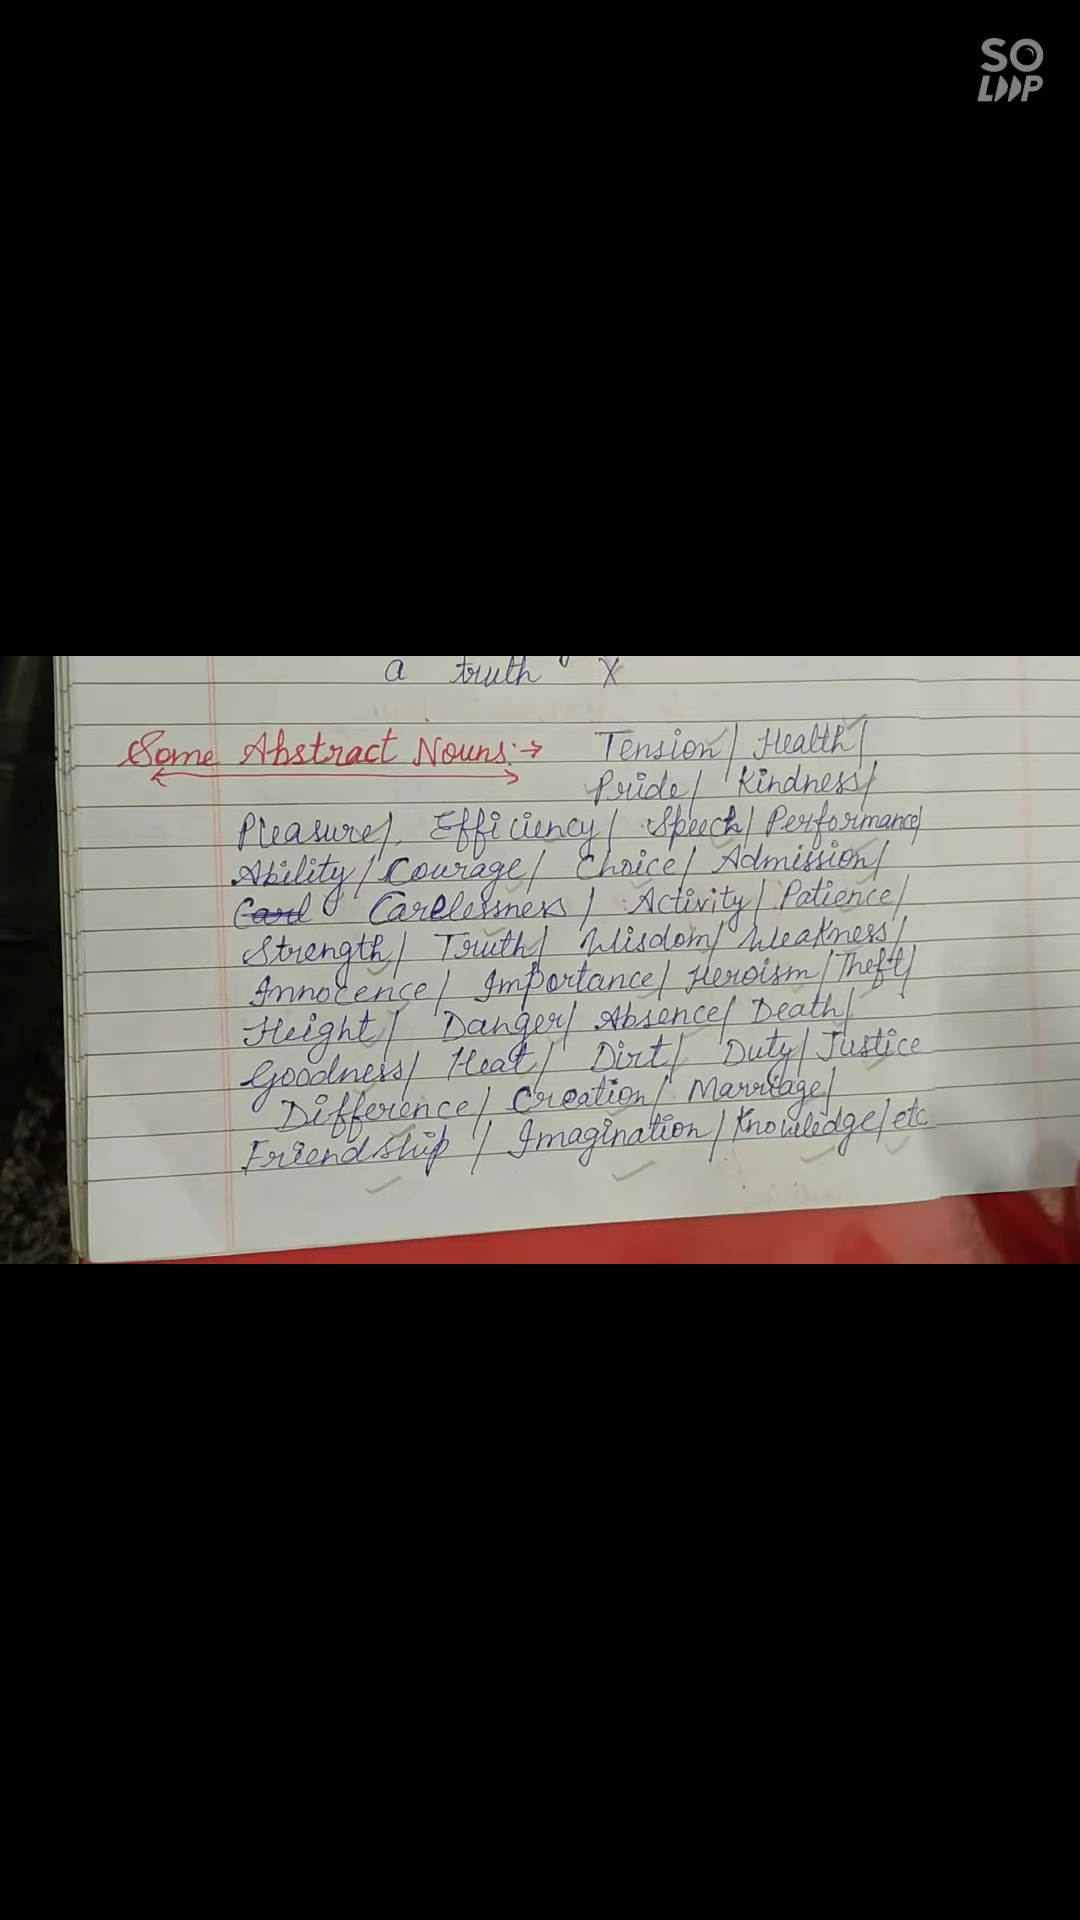 SO
LOOP
a truth X
Some Abstract Nouns:→ Tension/ Health/
Pride/ Kindness/
Pleasure/. Efficiency/ Speech/ Performance/
Ability/ Courage/ Choice/ Admission/
Card Carelessness/ Activity/ Patience/
Strength/ Truth/ Wisdom/ Weakness/
Innocence/ Importance/ Heroism/ Theft/
Height/ Danger/ Absence/ Death/
Goodness/ Heat/ Dirt/ Duty/ Justice
Difference/ Creation/ Marriage/
Friendship/ Imagination/ Knowledge/ etc